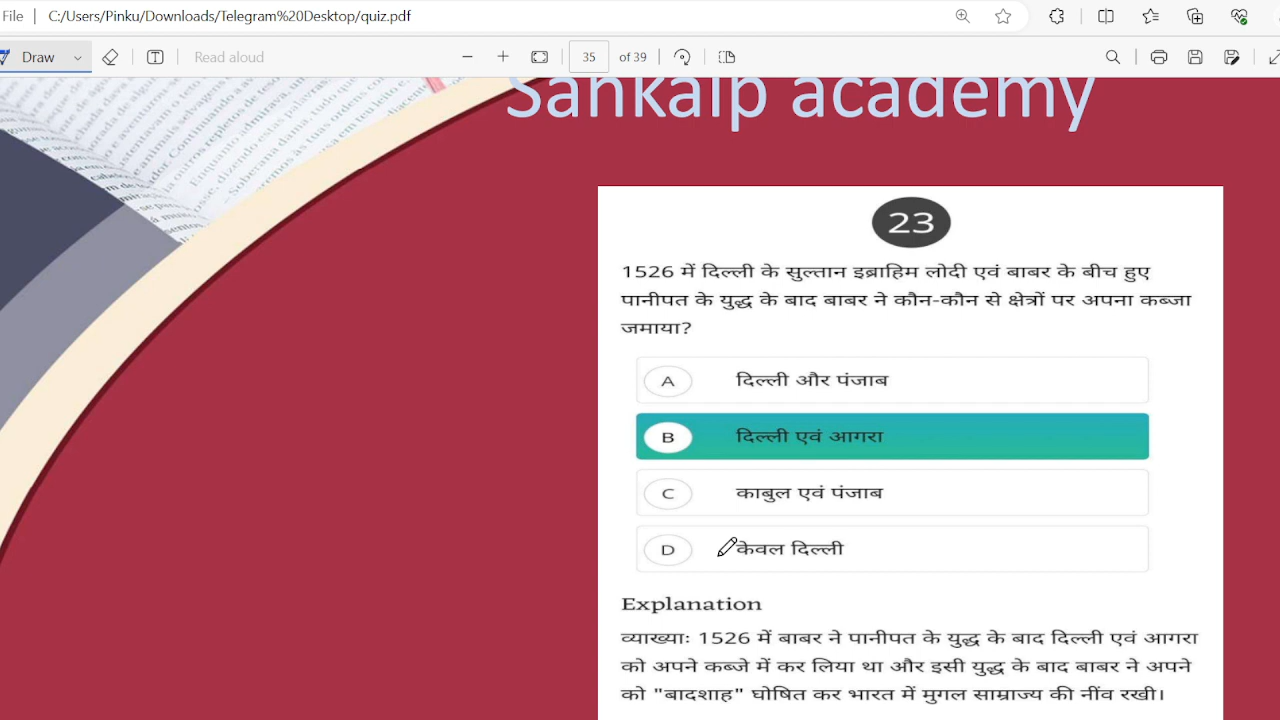 File | C:/Users/Pinku/Downloads/Telegram%20Desktop/quiz.pdf
Draw Read aloud 35 of 39
Sankalp academy
23
1526 में दिल्ली के सुल्तान इब्राहिम लोदी एवं बाबर के बीच हुए
पानीपत के युद्ध के बाद बाबर ने कौन-कौन से क्षेत्रों पर अपना कब्जा
जमाया?
A दिल्ली और पंजाब
B दिल्ली एवं आगरा
C काबुल एवं पंजाब
D केवल दिल्ली
Explanation
व्याख्याः 1526 में बाबर ने पानीपत के युद्ध के बाद दिल्ली एवं आगरा
को अपने कब्जे में कर लिया था और इसी युद्ध के बाद बाबर ने अपने
को "बादशाह" घोषित कर भारत में मुगल साम्राज्य की नींव रखी।